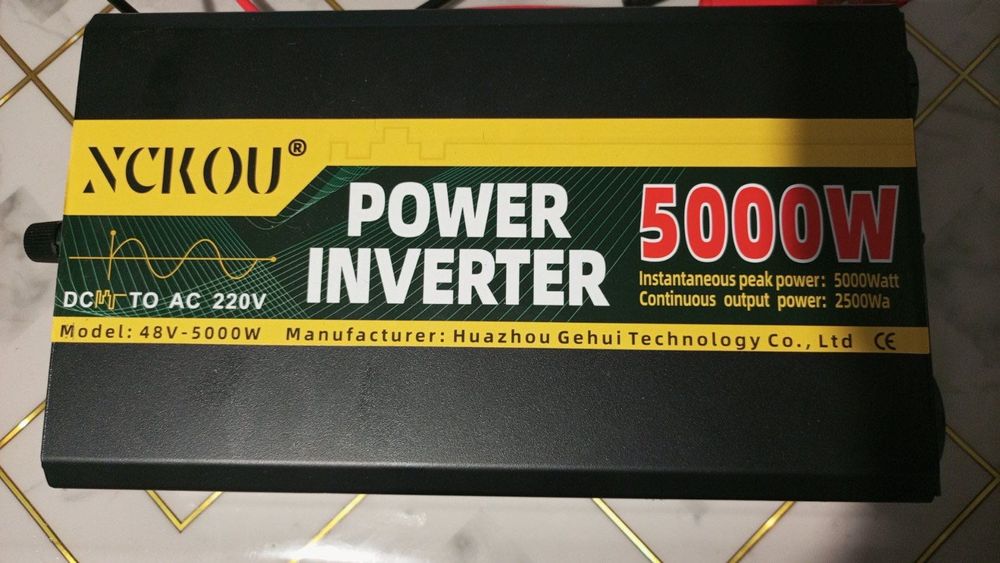 NCKOU®
POWER
INVERTER
5000W
Instantaneous peak power: 5000Watt
Continuous output power: 2500Wa
DC TO AC 220V
Model: 48V-5000W Manufacturer: Huazhou Gehui Technology Co., Ltd CE